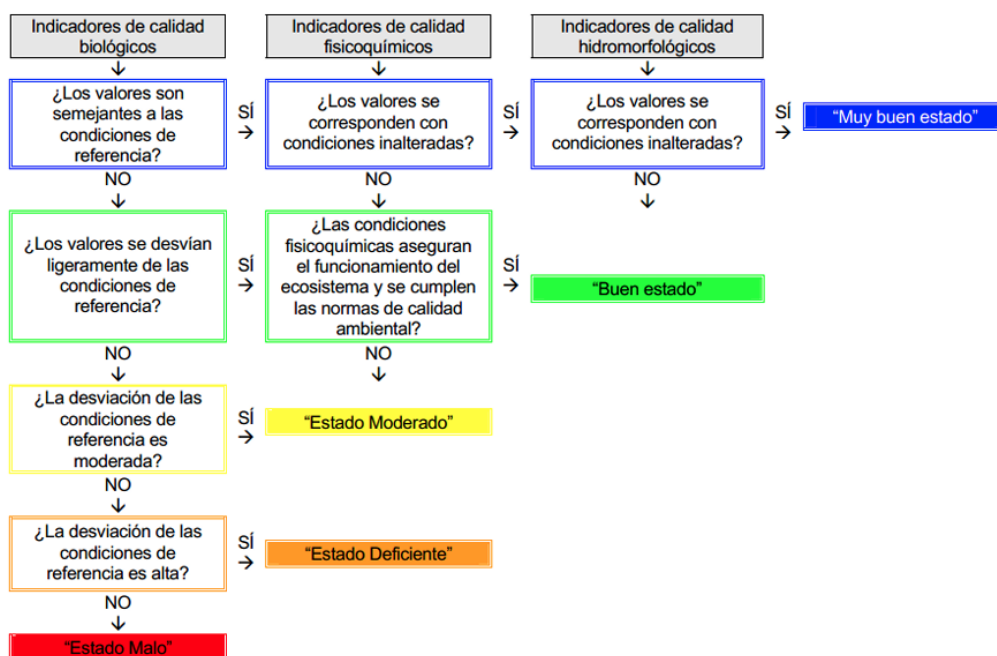 Indicadores de calidad
biológicos
Indicadores de calidad
fisicoquímicos
Indicadores de calidad
hidromorfológicos
↓
↓
↓
¿Los valores son
semejantes a las
condiciones de
referencia?
SÍ
→
¿Los valores se
corresponden con
condiciones inalteradas?
SÍ
→
¿Los valores se
corresponden con
condiciones inalteradas?
SÍ
→
“Muy buen estado”
NO
↓
NO
↓
NO
↓
¿Los valores se desvían
ligeramente de las
condiciones de
referencia?
SÍ
→
¿Las condiciones
fisicoquímicas aseguran
el funcionamiento del
ecosistema y se cumplen
las normas de calidad
ambiental?
SÍ
→
“Buen estado”
NO
↓
NO
↓
¿La desviación de las
condiciones de
referencia es
moderada?
SÍ
→
“Estado Moderado”
NO
↓
¿La desviación de las
condiciones de
referencia es alta?
SÍ
→
“Estado Deficiente”
NO
↓
“Estado Malo”